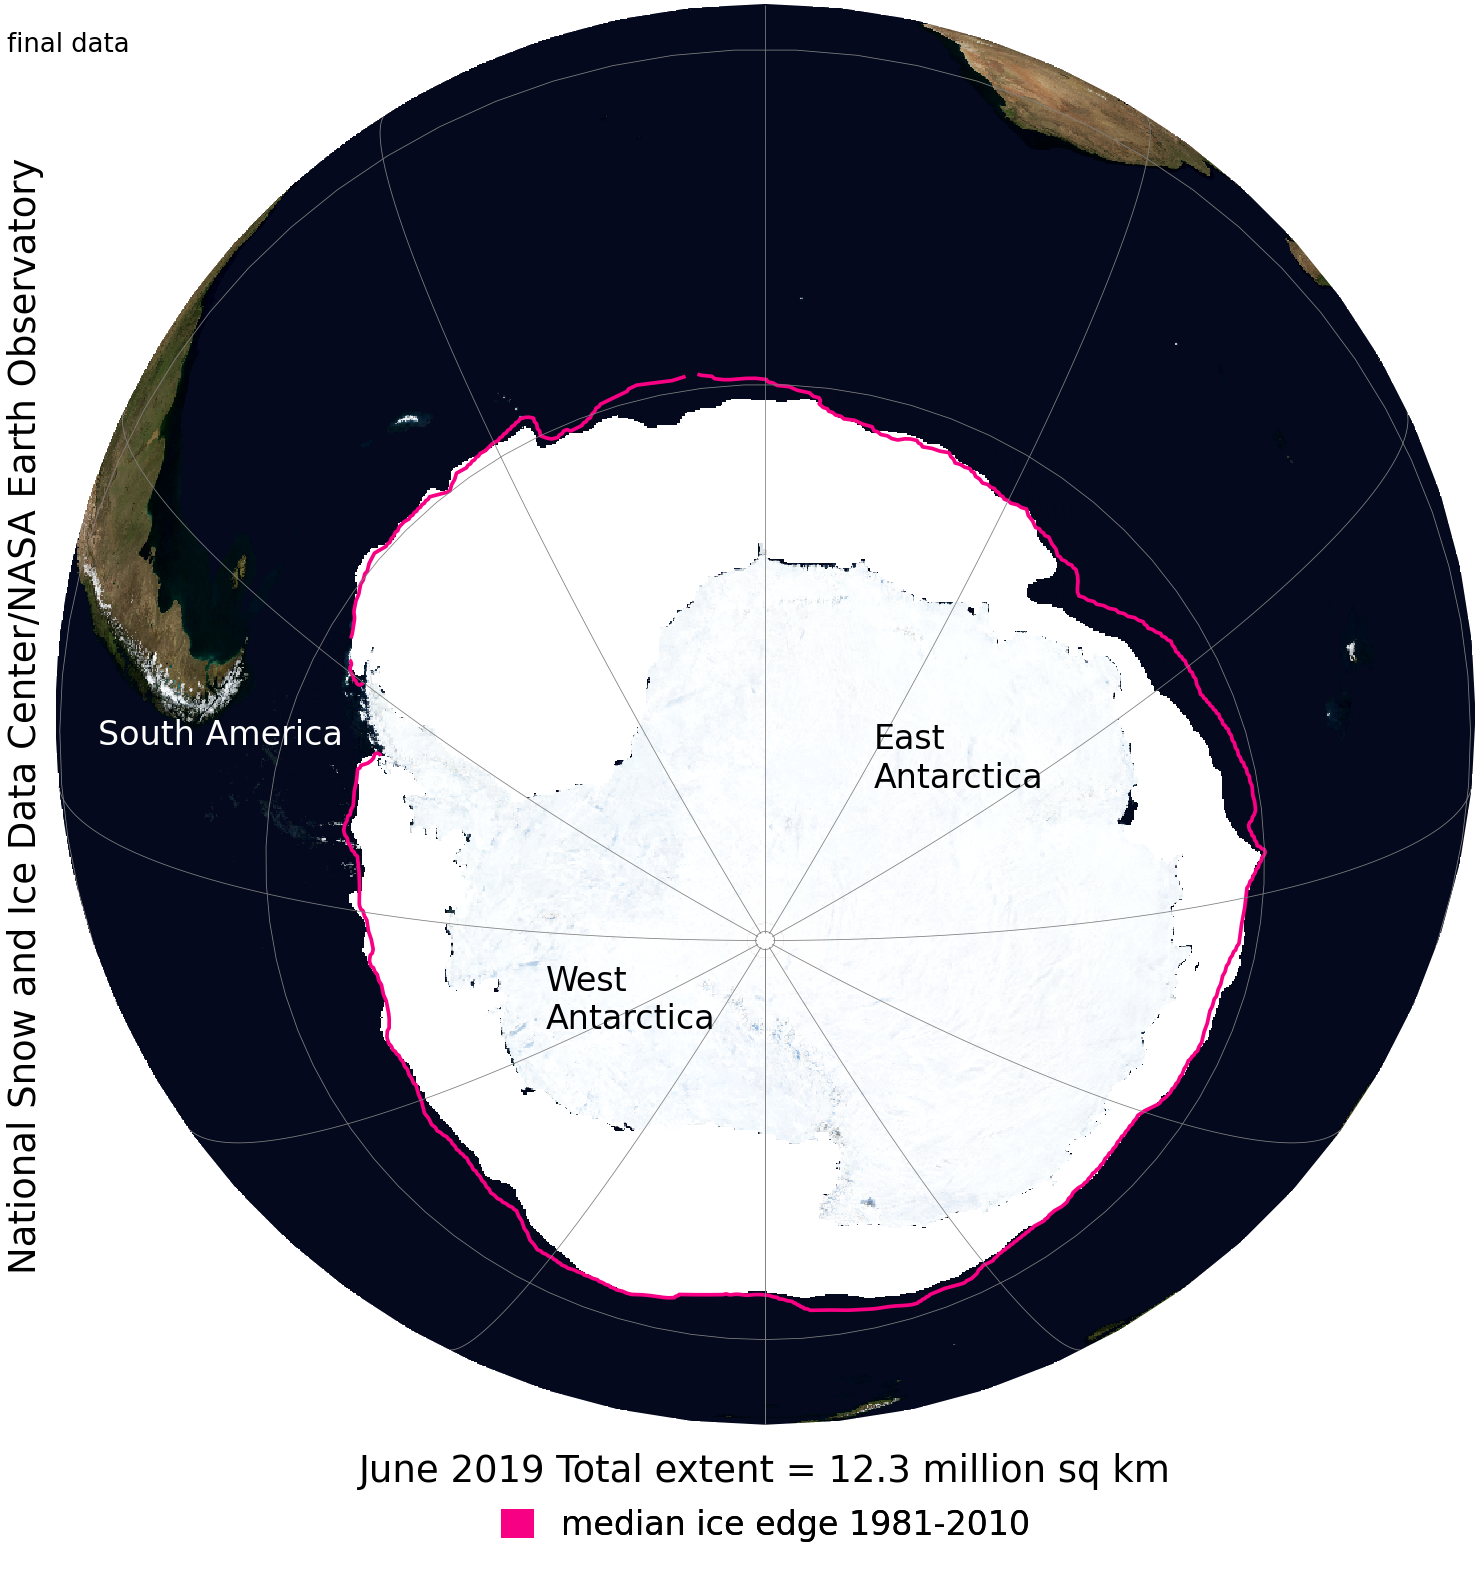 final data
National Snow and Ice Data Center/NASA Earth Observatory
South America
East
Antarctica
West
Antarctica
June 2019 Total extent = 12.3 million sq km
median ice edge 1981-2010